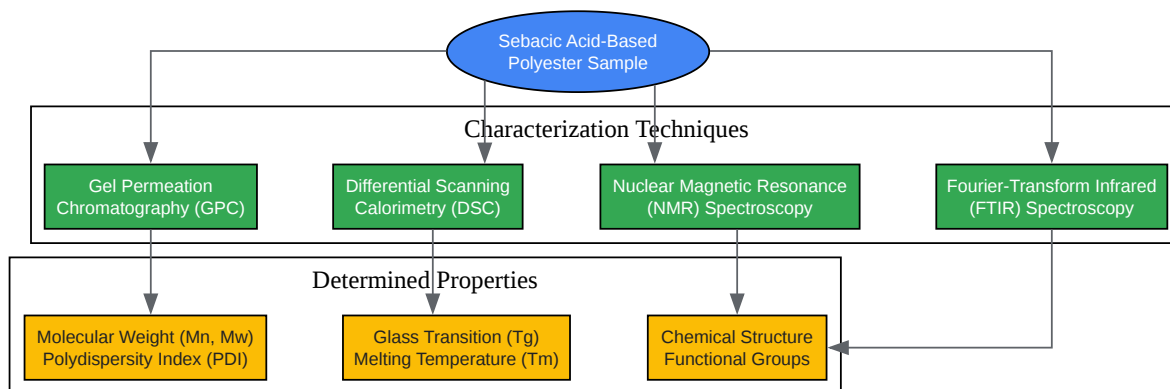 Sebacic Acid-Based
Polyester Sample
Characterization Techniques
Gel Permeation
Chromatography (GPC)
Differential Scanning
Calorimetry (DSC)
Nuclear Magnetic Resonance
(NMR) Spectroscopy
Fourier-Transform Infrared
(FTIR) Spectroscopy
Determined Properties
Molecular Weight (Mn, Mw)
Polydispersity Index (PDI)
Glass Transition (Tg)
Melting Temperature (Tm)
Chemical Structure
Functional Groups